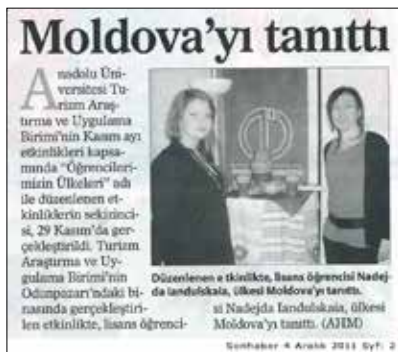 Moldova'yı tanıttı
Anadolu Üni-
versitesi Tu-
rizm Araş-
tırma ve Uygulama
Birimi'nin Kasım ayı
etkinlikleri kapsa-
mında "Öğrencileri-
mizin Ülkeleri" adı
ile düzenlenen et-
kinliklerin sekizinci-
si, 29 Kasım'da ger-
çekleştirildi. Turizm
Araştırma ve Uy-
gulama Birimi'nin
Odunpazarı'ndaki bi-
nasında gerçekleştiri-
len etkinlikte, lisans öğrenci-
Düzenlenen e tkinlikte, lisans öğrencisi Nadej-
da Iandulskaia, ülkesi Moldova'yı tanıttı.
si Nadejda Iandulskaia, ülkesi
Moldova'yı tanıttı. (AHM)
Sonhaber 4 Aralık 2011 Syf: 2